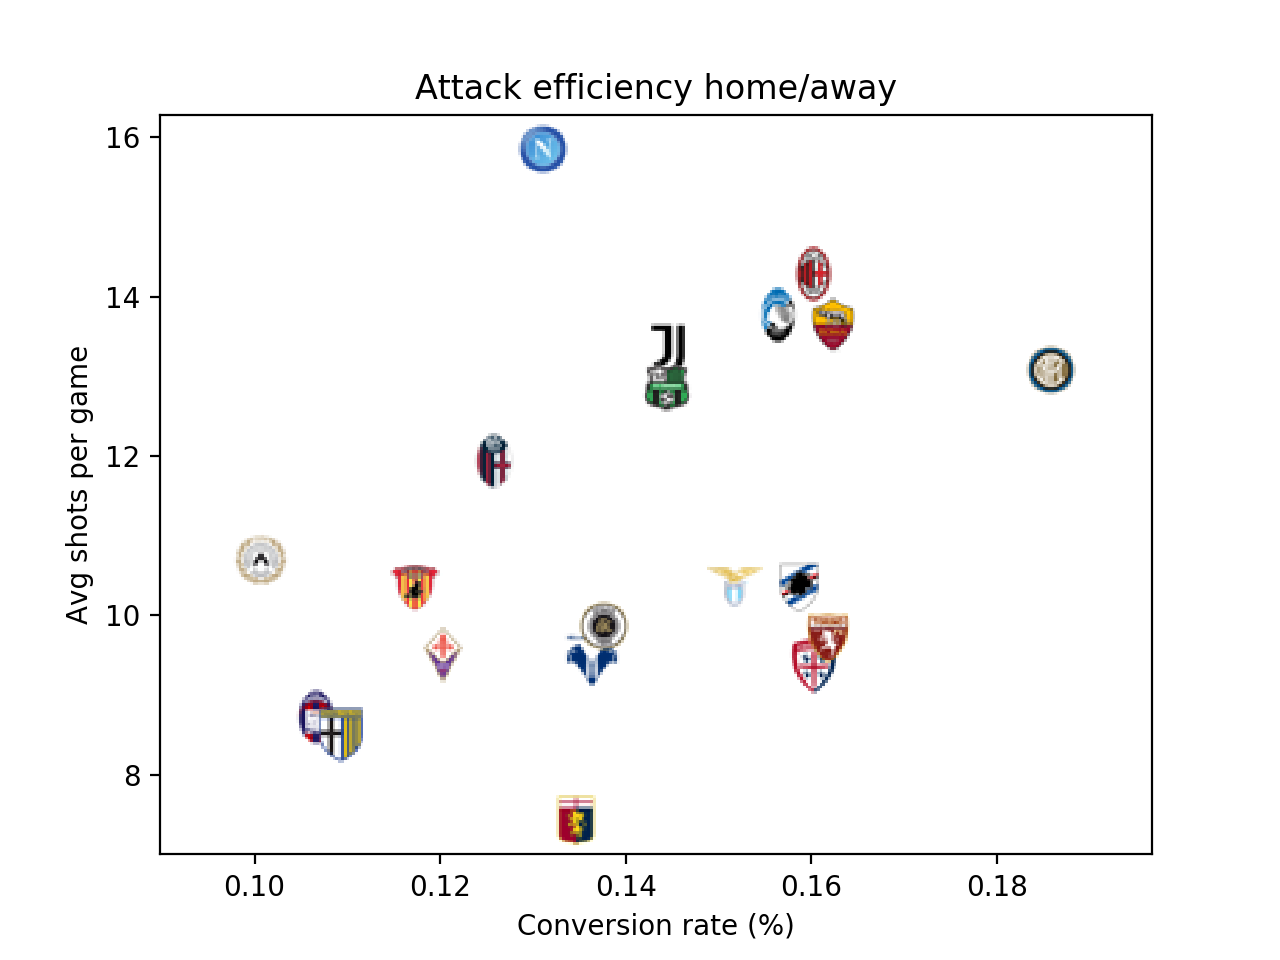 Attack efficiency home/away
16
14
12
10
8
Avg shots per game
0.10 0.12 0.14 0.16 0.18
Conversion rate (%)
N